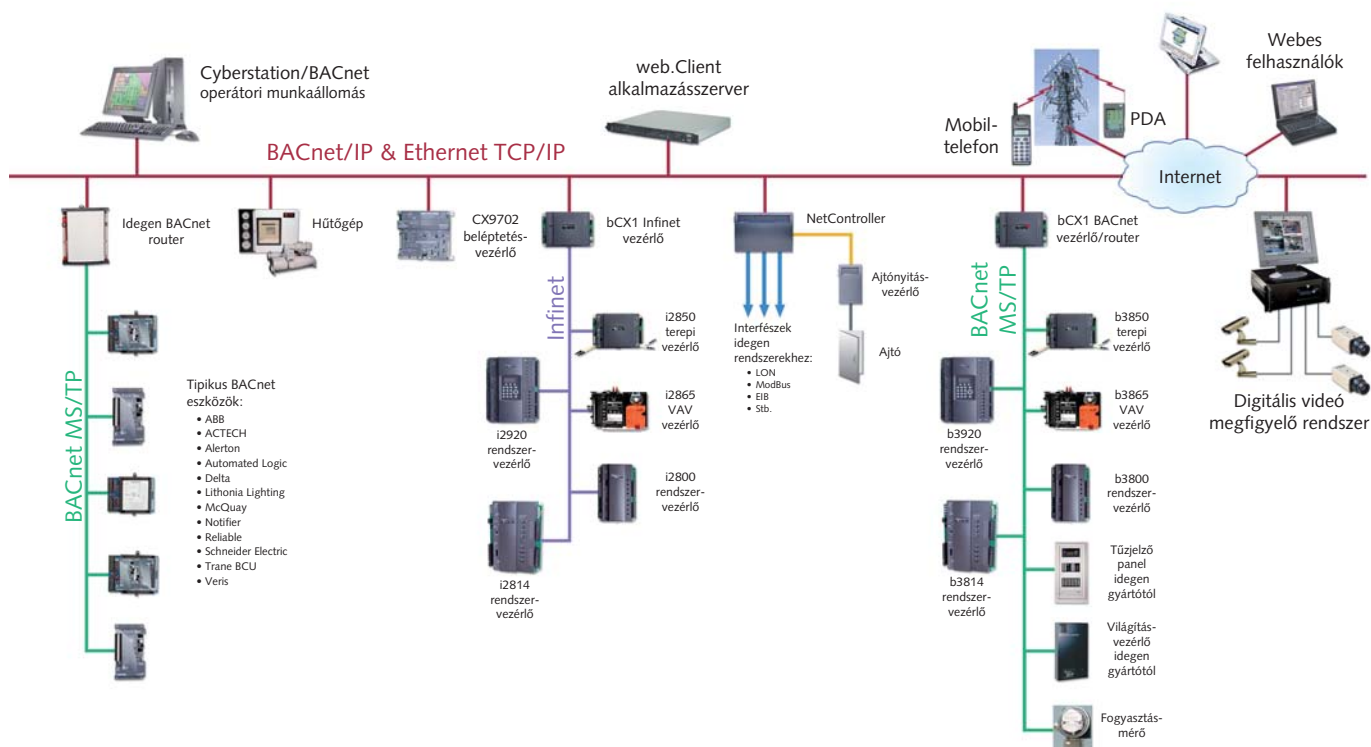 Cyberstation/BACnet
operátori munkaállomás
web.Client
alkalmazásszerver
Mobil-
telefon
PDA
Webes
felhasználók
BACnet/IP & Ethernet TCP/IP
Internet
Idegen BACnet
router
Hűtőgép
CX9702
beléptetés-
vezérlő
bCX1 Infinet
vezérlő
NetController
bCX1 BACnet
vezérlő/router
BACnet MS/TP
Tipikus BACnet
eszközök:
• ABB
• ACTECH
• Alerton
• Automated Logic
• Delta
• Lithonia Lighting
• McQuay
• Notifier
• Reliable
• Schneider Electric
• Trane BCU
• Veris
Infinet
i2850
terepi
vezérlő
i2920
rendszer-
vezérlő
i2865
VAV
vezérlő
i2800
rendszer-
vezérlő
i2814
rendszer-
vezérlő
Interfészek
idegen
rendszerekhez:
• LON
• ModBus
• EIB
• Stb.
Ajtónyitás-
vezérlő
Ajtó
BACnet
MS/TP
b3850
terepi
vezérlő
b3920
rendszer-
vezérlő
b3865
VAV
vezérlő
b3800
rendszer-
vezérlő
b3814
rendszer-
vezérlő
Tűzjelző
panel
idegen
gyártótól
Világítás-
vezérlő
idegen
gyártótól
Fogyasztás-
mérő
Digitális videó
megfigyelő rendszer